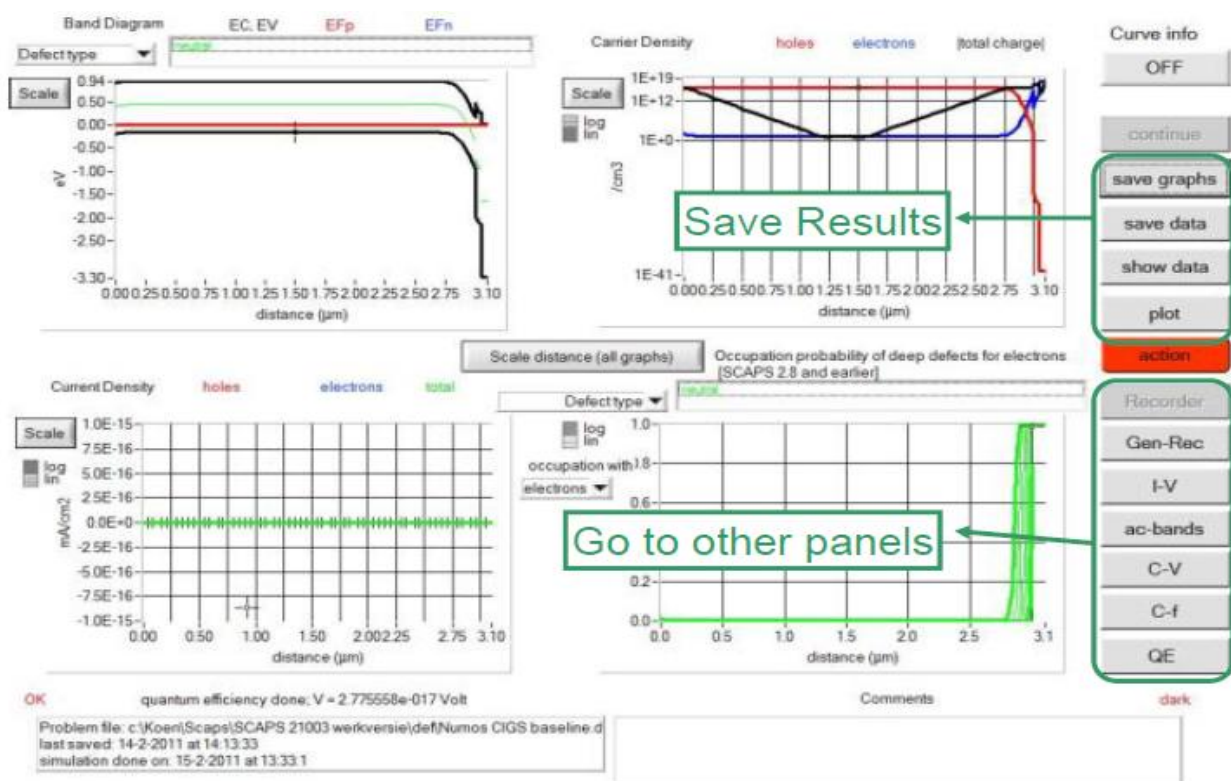 Band Diagram EC, EV EFp EFn
Defect type neutral
Scale
0.94
0.50
0.00
-0.50
-1.00
-1.50
-2.00
-2.50
-3.30
eV
0.00 0.25 0.50 0.75 1.00 1.25 1.50 1.75 2.00 2.25 2.50 2.75 3.10
distance (µm)
Carrier Density holes electrons |total charge|
Scale
log
lin
1E+19
1E+12
1E+0
1E-41
/cm3
0.00 0.25 0.50 0.75 1.00 1.25 1.50 1.75 2.00 2.25 2.50 2.75 3.10
distance (µm)
Save Results
Curve info
OFF
continue
save graphs
save data
show data
plot
action
Scale distance (all graphs)
Current Density holes electrons total
Scale
log
lin
1.0E-15
7.5E-16
5.0E-16
2.5E-16
0.0E+0
-2.5E-16
-5.0E-16
-7.5E-16
-1.0E-15
mA/cm2
0.00 0.50 1.00 1.50 2.00 2.25 2.75 3.10
distance (µm)
Occupation probability of deep defects for electrons
[SCAPS 2.8 and earlier]
Defect type neutral
log
lin
occupation with
electrons
1.0
0.8
0.6
0.2
0.0
0.0 0.5 1.0 1.5 2.0 2.5 3.1
distance (µm)
Go to other panels
Recorder
Gen-Rec
I-V
ac-bands
C-V
C-f
QE
OK quantum efficiency done; V = 2.775558e-017 Volt
Comments dark
Problem file: c:\Koen\Scaps\SCAPS 21003 werkversie\def\Numos CIGS baseline.d
last saved: 14-2-2011 at 14:13:33
simulation done on: 15-2-2011 at 13:33:1